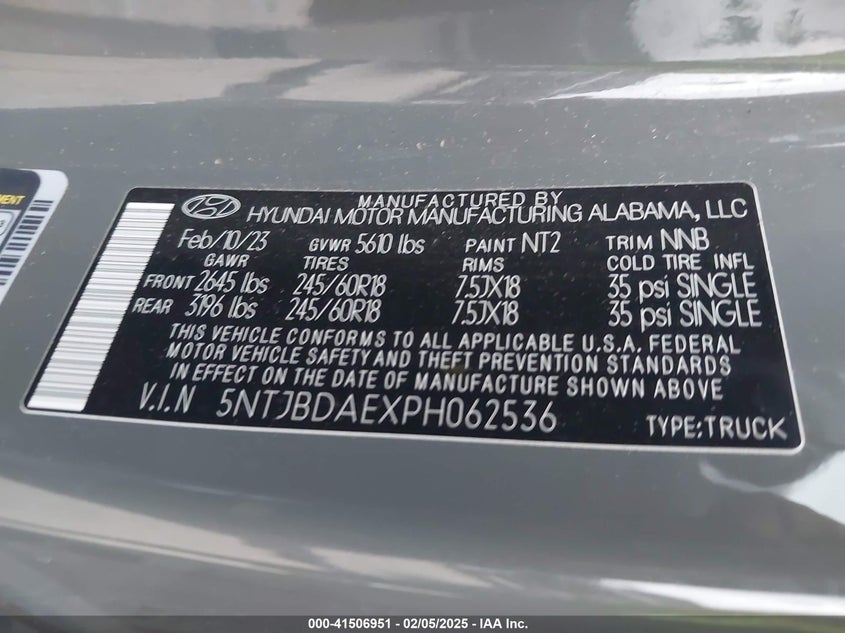 MENT
MANUFACTURED BY
HYUNDAI MOTOR MANUFACTURING ALABAMA, LLC
Feb/10/23 GVWR 5610 lbs PAINT NT2 TRIM NNB
GAWR TIRES RIMS COLD TIRE INFL
FRONT 2645 lbs 245/60R18 7.5JX18 35 psi SINGLE
REAR 3196 lbs 245/60R18 7.5JX18 35 psi SINGLE
THIS VEHICLE CONFORMS TO ALL APPLICABLE U.S.A. FEDERAL
MOTOR VEHICLE SAFETY AND THEFT PREVENTION STANDARDS
IN EFFECT ON THE DATE OF MANUFACTURE SHOWN ABOVE
V.I.N 5NTJBDAEXPH062536 TYPE:TRUCK
000-41506951 - 02/05/2025 - IAA Inc.